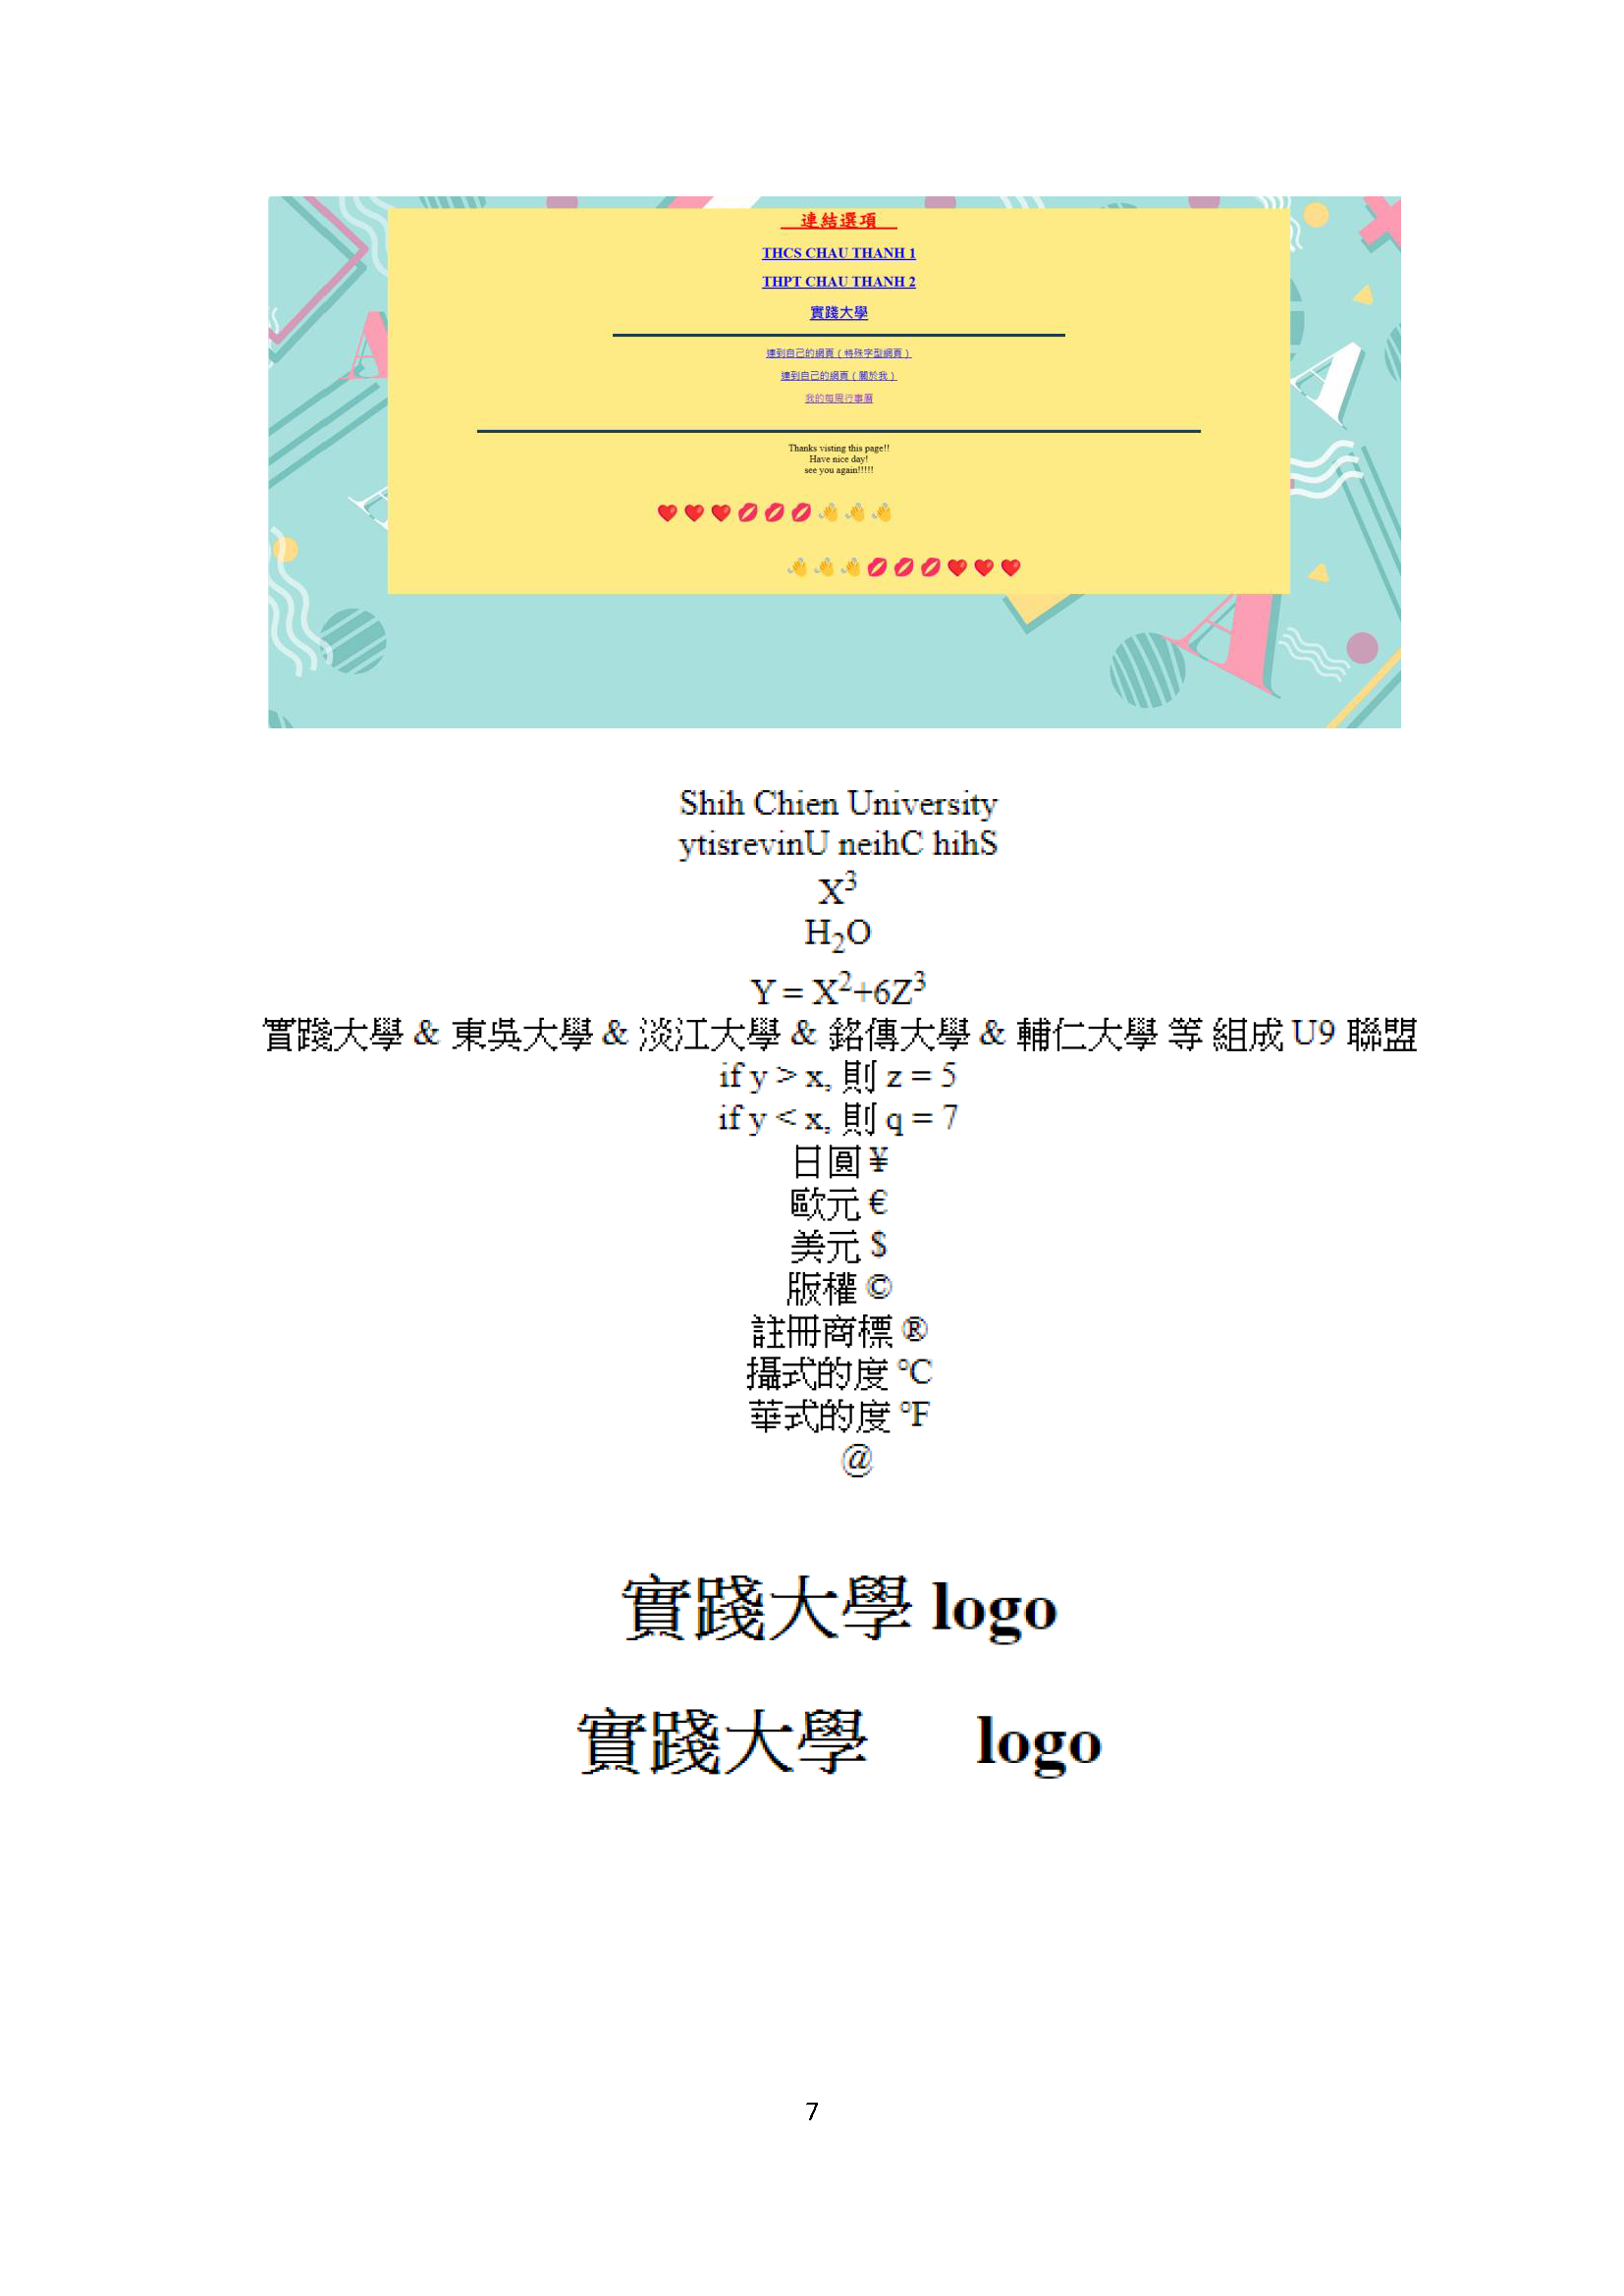 連結選項
THCS CHAU THANH 1
THPT CHAU THANH 2
實踐大學
連到自己的網頁（特殊字型網頁）
連到自己的網頁（關於我）
我的每周行事曆
Thanks visting this page!!
Have nice day!
see you again!!!!!
Shih Chien University
ytisrevinU neihC hihS
X³
H₂O
Y = X²+6Z³
實踐大學 & 東吳大學 & 淡江大學 & 銘傳大學 & 輔仁大學 等 組成 U9 聯盟
if y > x, 則 z = 5
if y < x, 則 q = 7
日圓 ¥
歐元 €
美元 $
版權 ©
註冊商標 ®
攝式的度 °C
華式的度 °F
@
實踐大學 logo
實踐大學 logo
7